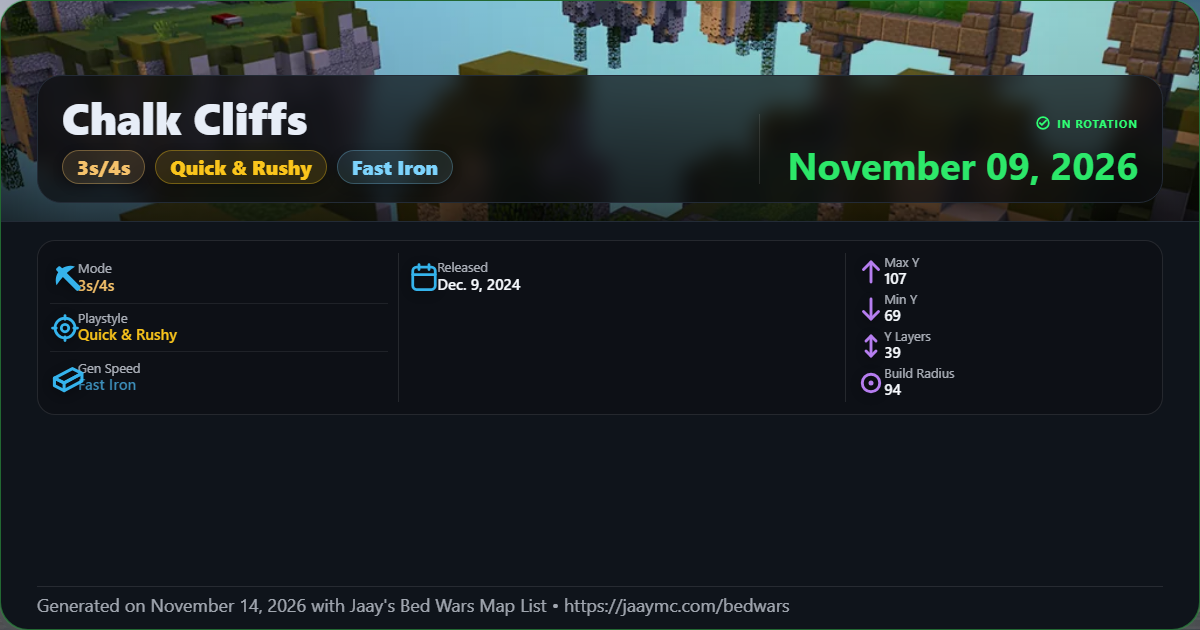 Chalk Cliffs
3s/4s
Quick & Rushy
Fast Iron
IN ROTATION
November 09, 2026
Mode
3s/4s
Playstyle
Quick & Rushy
Gen Speed
Fast Iron
Released
Dec. 9, 2024
Max Y
107
Min Y
69
Y Layers
39
Build Radius
94
Generated on November 14, 2026 with Jaay's Bed Wars Map List • https://jaaymc.com/bedwars